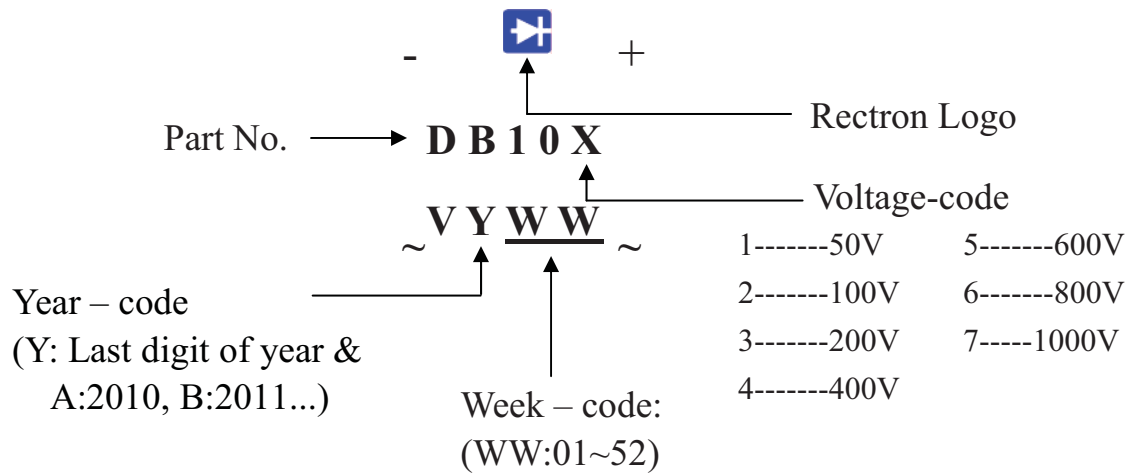 - +
Rectron Logo
Part No. D B 1 0 X
Voltage-code
~ V Y W W ~
1-------50V 5-------600V
2-------100V 6-------800V
3-------200V 7-----1000V
4-------400V
Year – code
(Y: Last digit of year &
A:2010, B:2011...)
Week – code:
(WW:01~52)